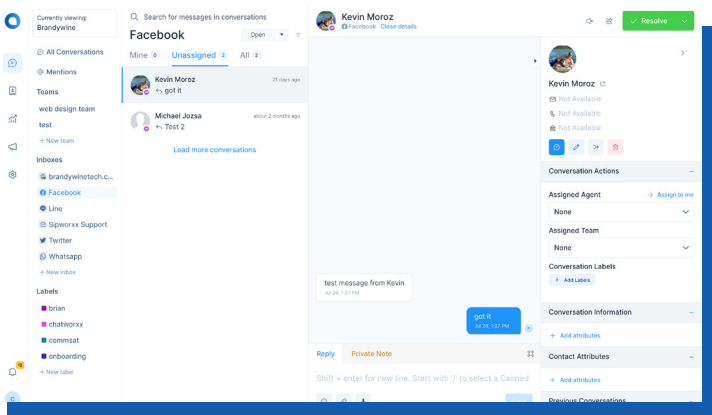 Currently viewing:
Brandywine
All Conversations
Mentions
Teams
web design team
test
+ New team
Inboxes
brandywinetech.c...
Facebook
Line
Sipworxx Support
Twitter
Whatsapp
+ New inbox
Labels
brian
chatworxx
commsat
onboarding
+ New label
C
Search for messages in conversations
Facebook
Open
Mine 0
Unassigned 2
All 2
Kevin Moroz
21 days ago
got it
Michael Jozsa
about 2 months ago
Test 2
Load more conversations
Kevin Moroz
Facebook Close details
test message from Kevin
Jul 26, 1:27 PM
got it
Jul 26, 1:27 PM
Reply
Private Note
Shift + enter for new line. Start with '/' to select a Canned
Resolve
Kevin Moroz
Not Available
Not Available
Not Available
Conversation Actions
Assigned Agent
Assign to me
None
Assigned Team
None
Conversation Labels
+ Add Labels
Conversation Information
+ Add attributes
Contact Attributes
+ Add attributes
Previous Conversations